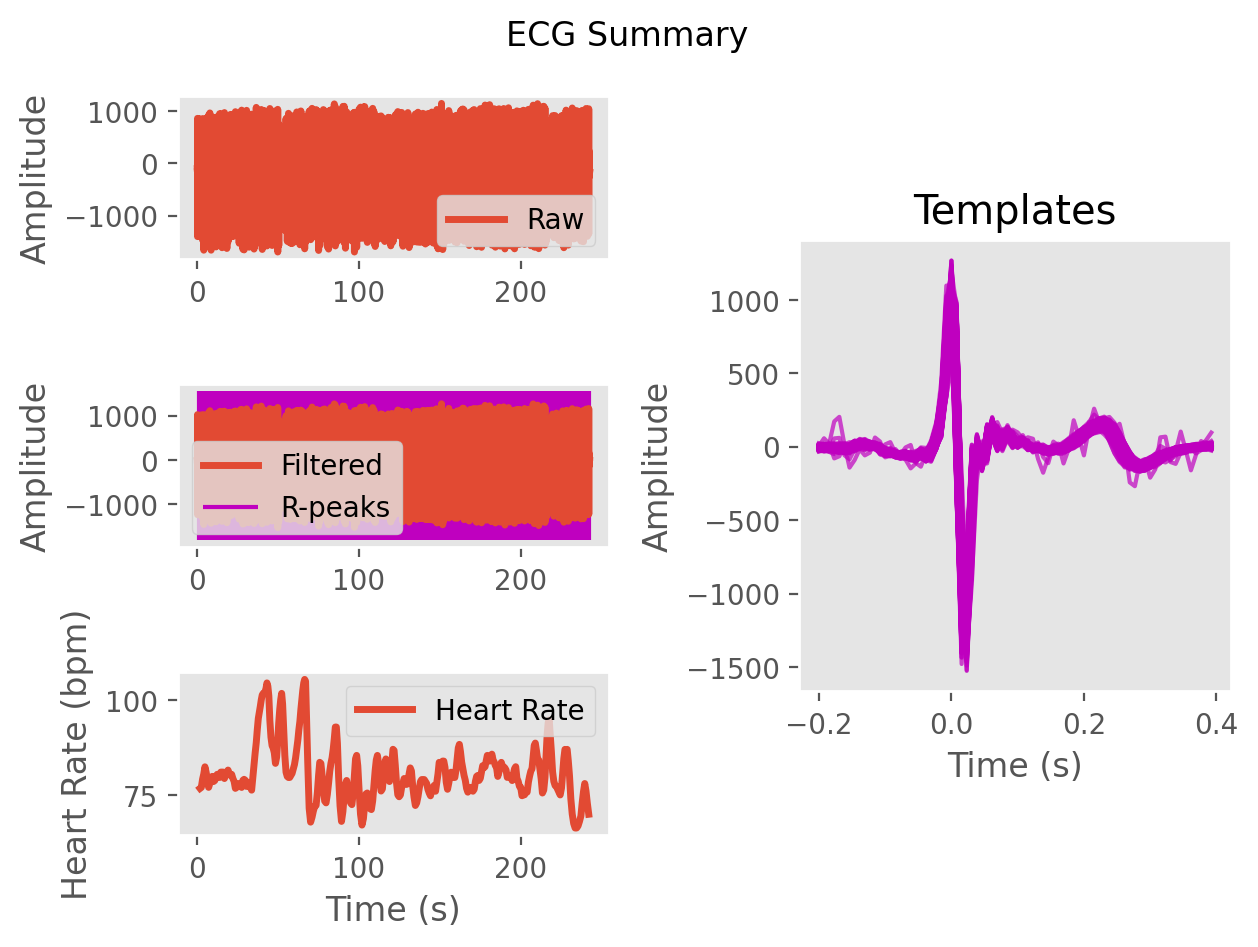 ECG Summary
Amplitude
1000
0
−1000
Raw
0 100 200
Amplitude
1000
0
−1000
Filtered
R-peaks
0 100 200
Heart Rate (bpm)
100
75
Heart Rate
0 100 200
Time (s)
Templates
Amplitude
1000
500
0
−500
−1000
−1500
−0.2 0.0 0.2 0.4
Time (s)